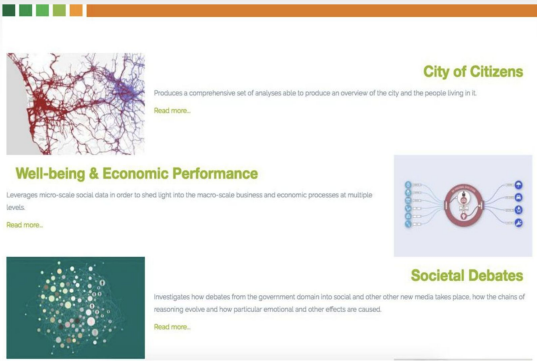 City of Citizens
Produces a comprehensive set of analyses able to produce an overview of the city and the people living in it.
Read more..
Well-being & Economic Performance
Leverages micro-scale social data in order to shed light into the macro-scale business and economic processes at multiple
levels.
Read more..
Societal Debates
Investigates how debates from the government domain into social and other other new media takes place, how the chains of
reasoning evolve and how particular emotional and other effects are caused.
Read more..